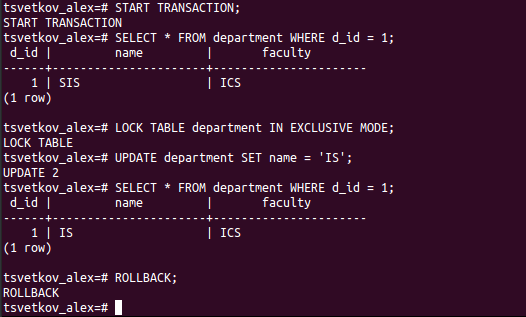 tsvetkov_alex=# START TRANSACTION;
START TRANSACTION
tsvetkov_alex=# SELECT * FROM department WHERE d_id = 1;
 d_id |         name         |       faculty
------+----------------------+----------------------
    1 | SIS                  | ICS
(1 row)

tsvetkov_alex=# LOCK TABLE department IN EXCLUSIVE MODE;
LOCK TABLE
tsvetkov_alex=# UPDATE department SET name = 'IS';
UPDATE 2
tsvetkov_alex=# SELECT * FROM department WHERE d_id = 1;
 d_id |         name         |       faculty
------+----------------------+----------------------
    1 | IS                   | ICS
(1 row)

tsvetkov_alex=# ROLLBACK;
ROLLBACK
tsvetkov_alex=#